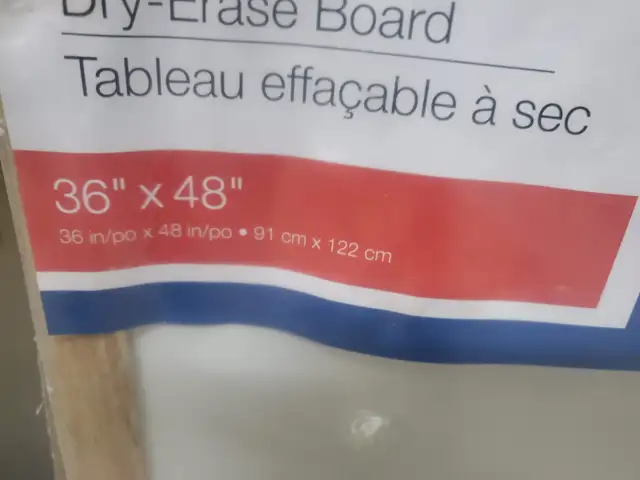 Dry-Erase Board
Tableau effaçable à sec
36" x 48"
36 in/po x 48 in/po • 91 cm x 122 cm